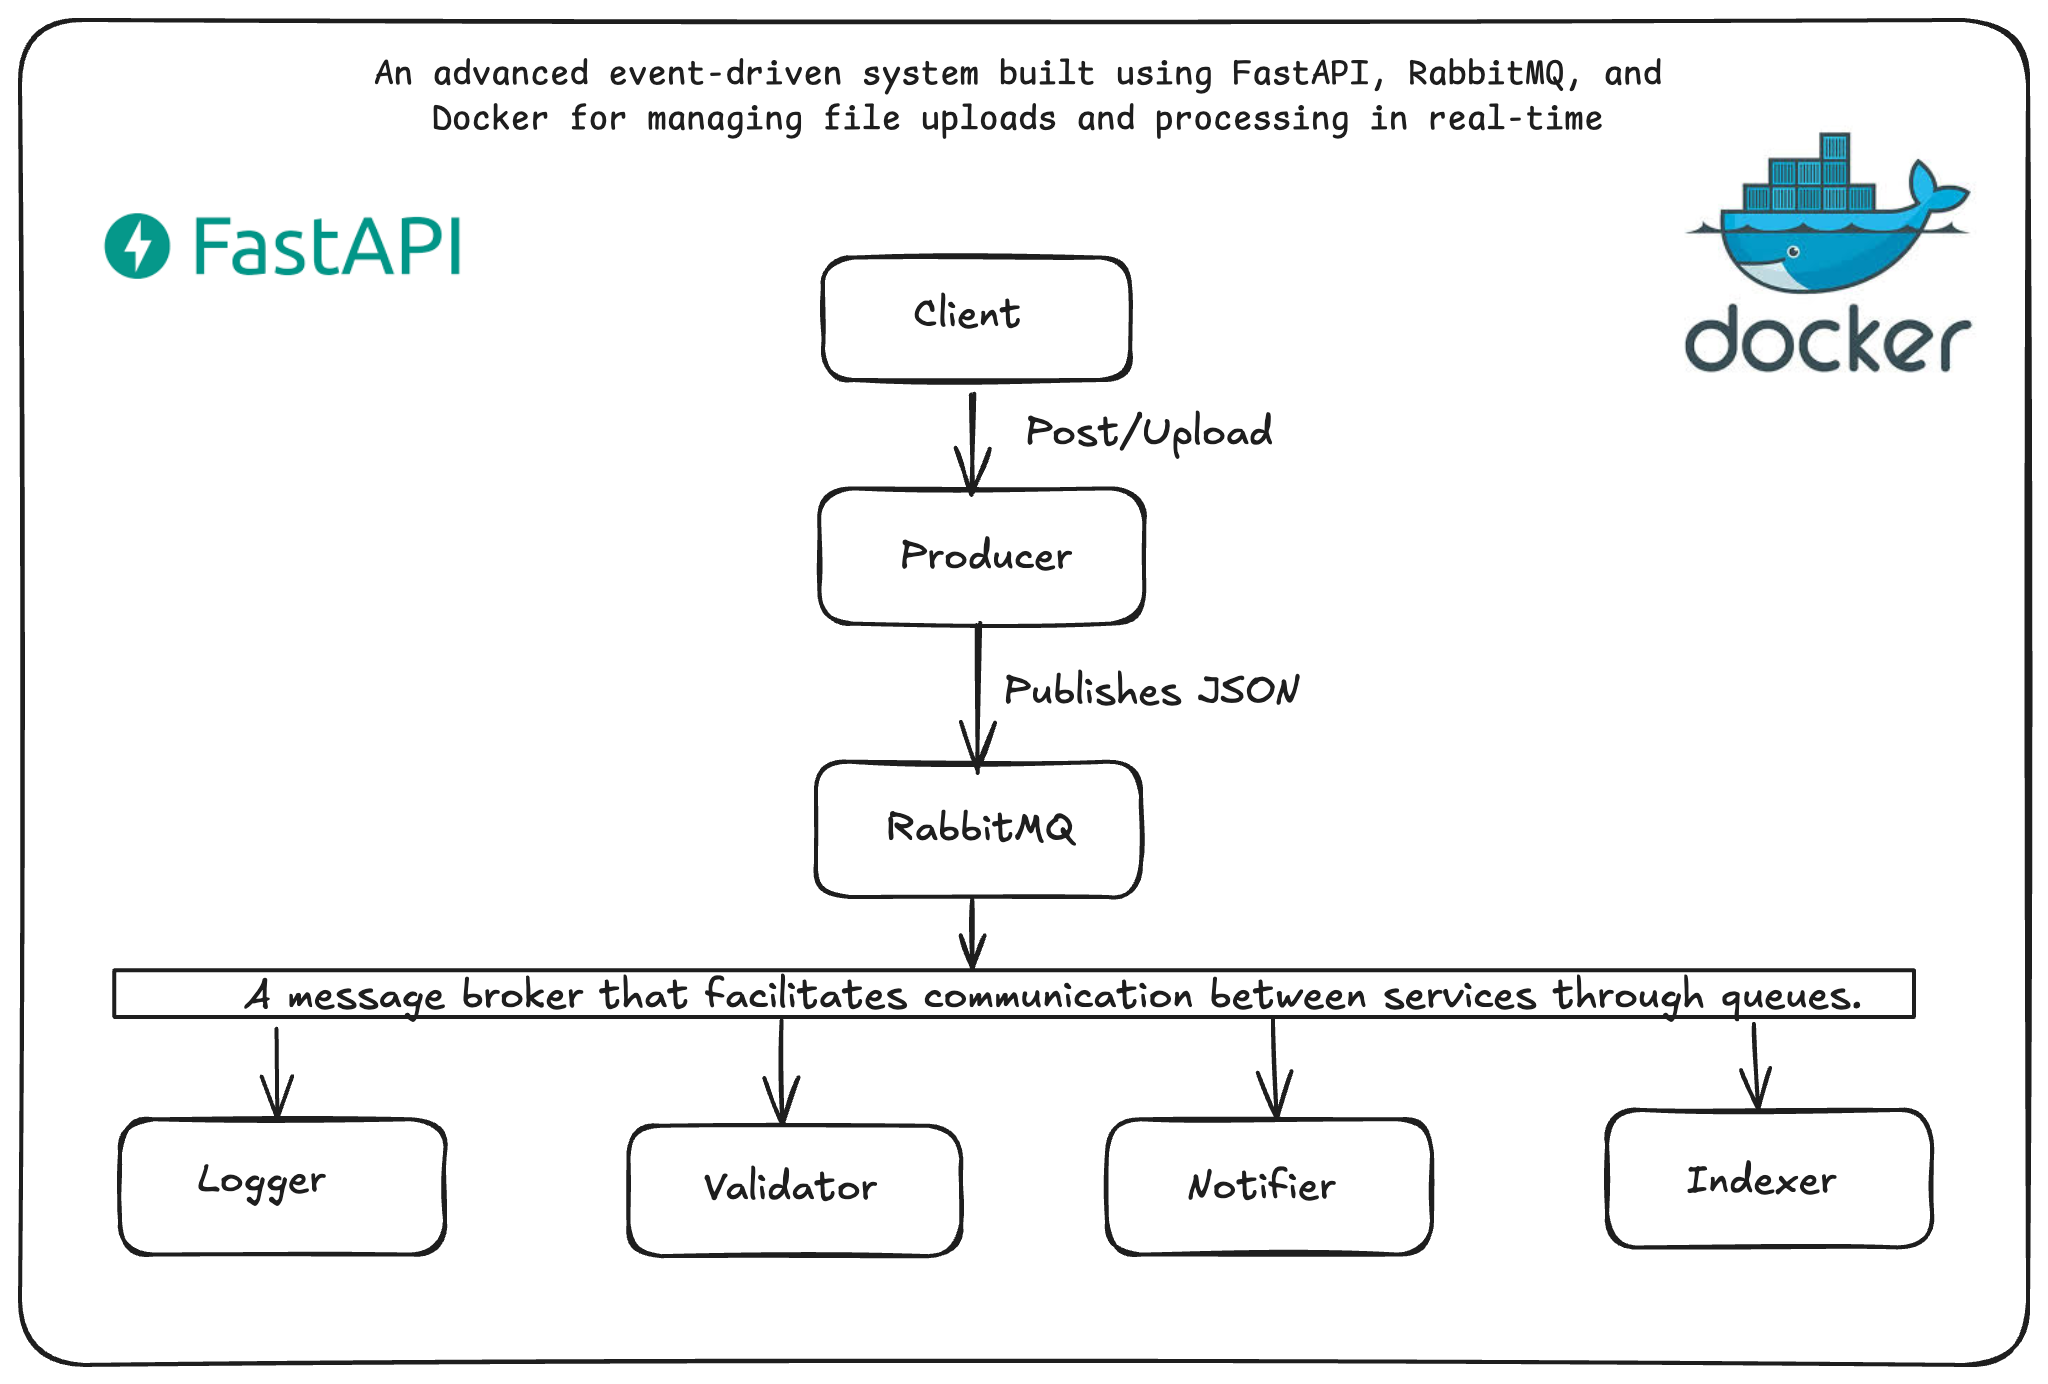 An advanced event-driven system built using FastAPI, RabbitMQ, and
Docker for managing file uploads and processing in real-time
FastAPI
docker
Client
Post/Upload
Producer
Publishes JSON
RabbitMQ
A message broker that facilitates communication between services through queues.
Logger
Validator
Notifier
Indexer